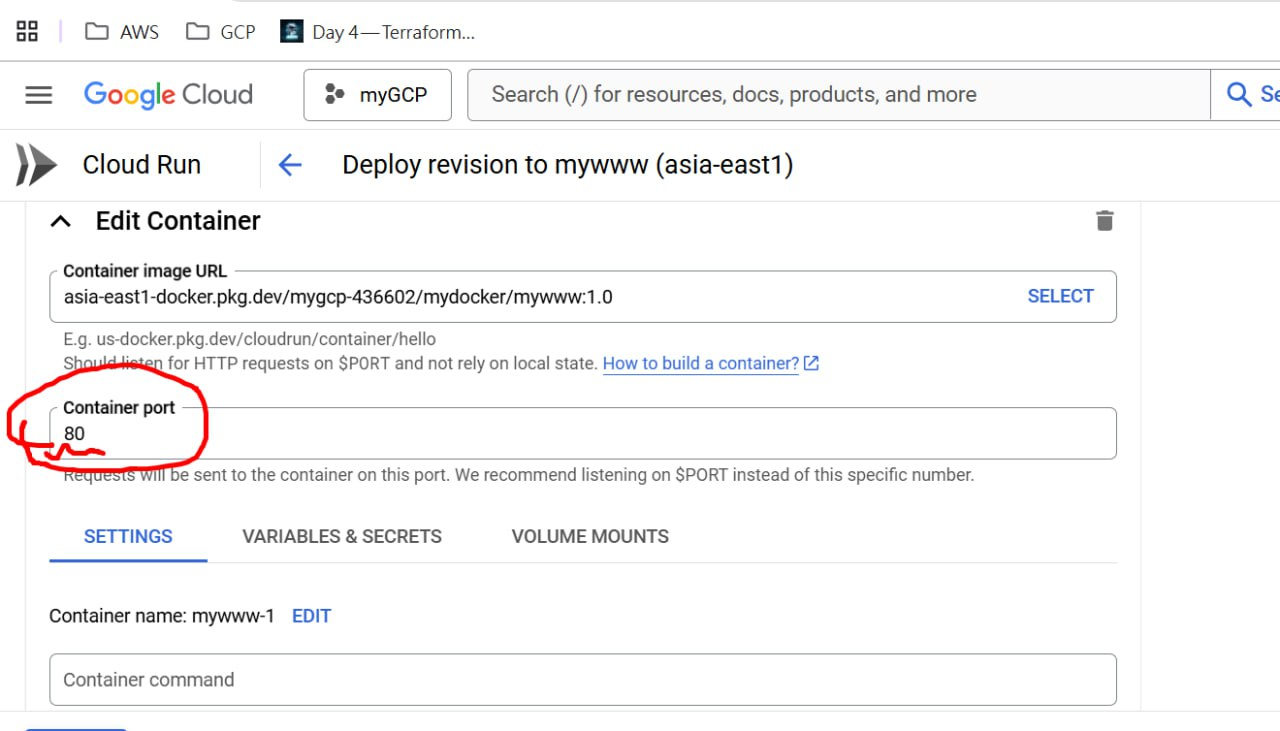 AWS GCP Day 4—Terraform...
Google Cloud myGCP Search (/) for resources, docs, products, and more Se
Cloud Run Deploy revision to mywww (asia-east1)
Edit Container
Container image URL
asia-east1-docker.pkg.dev/mygcp-436602/mydocker/mywww:1.0 SELECT
E.g. us-docker.pkg.dev/cloudrun/container/hello
Should listen for HTTP requests on $PORT and not rely on local state. How to build a container?
Container port
80
Requests will be sent to the container on this port. We recommend listening on $PORT instead of this specific number.
SETTINGS VARIABLES & SECRETS VOLUME MOUNTS
Container name: mywww-1 EDIT
Container command